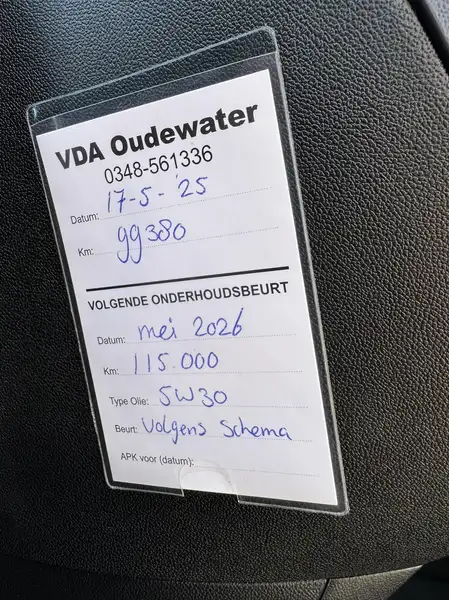 VDA Oudewater
0348-561336
Datum: 17-5-'25
Km: 99380
VOLGENDE ONDERHOUDSBEURT
Datum: mei 2026
Km: 115.000
Type Olie: 5W30
Beurt: Volgens Schema
APK voor (datum):